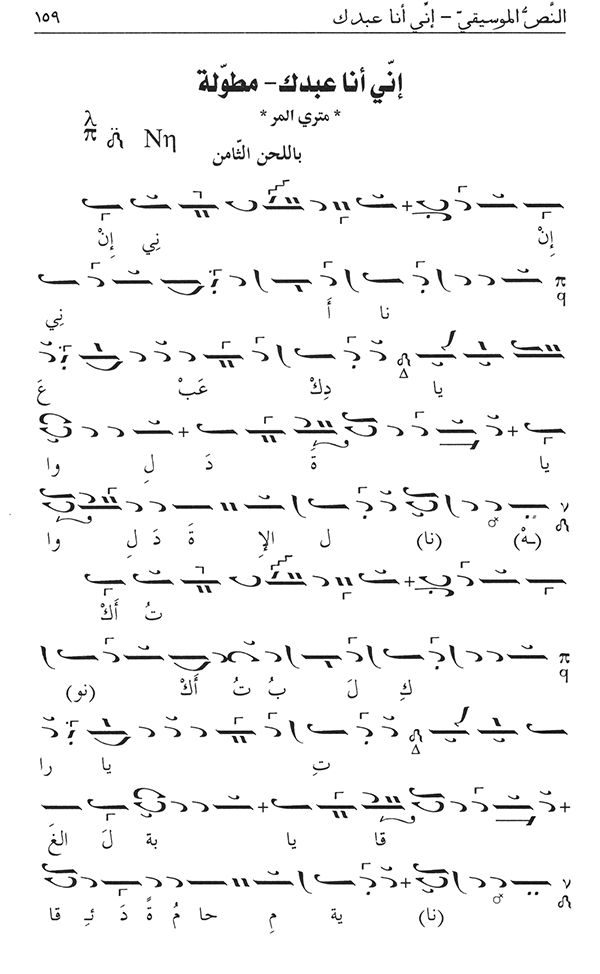 النَّصُّ الموسيقيّ – إنّي أنا عبدك ١٥٩
إنّي أنا عبدك – مطوّلة
* متري المر *
باللحن الثّامن Νη
إِنْ نِي إِنْ
نِي أَ نا
عَ عَبْ دِكْ يا
وا لِ دَ ةَ يا
وا لِ دَ ةَ الإِ ل (نا) (ـهْ)
أَكْ تُ
(نو) أَكْ تُ بُ لَ كِ
را يا تِ
الغَ لَ بة يا قا
قا ئِـ دَ ةً مُ حا مِ ية (نا)